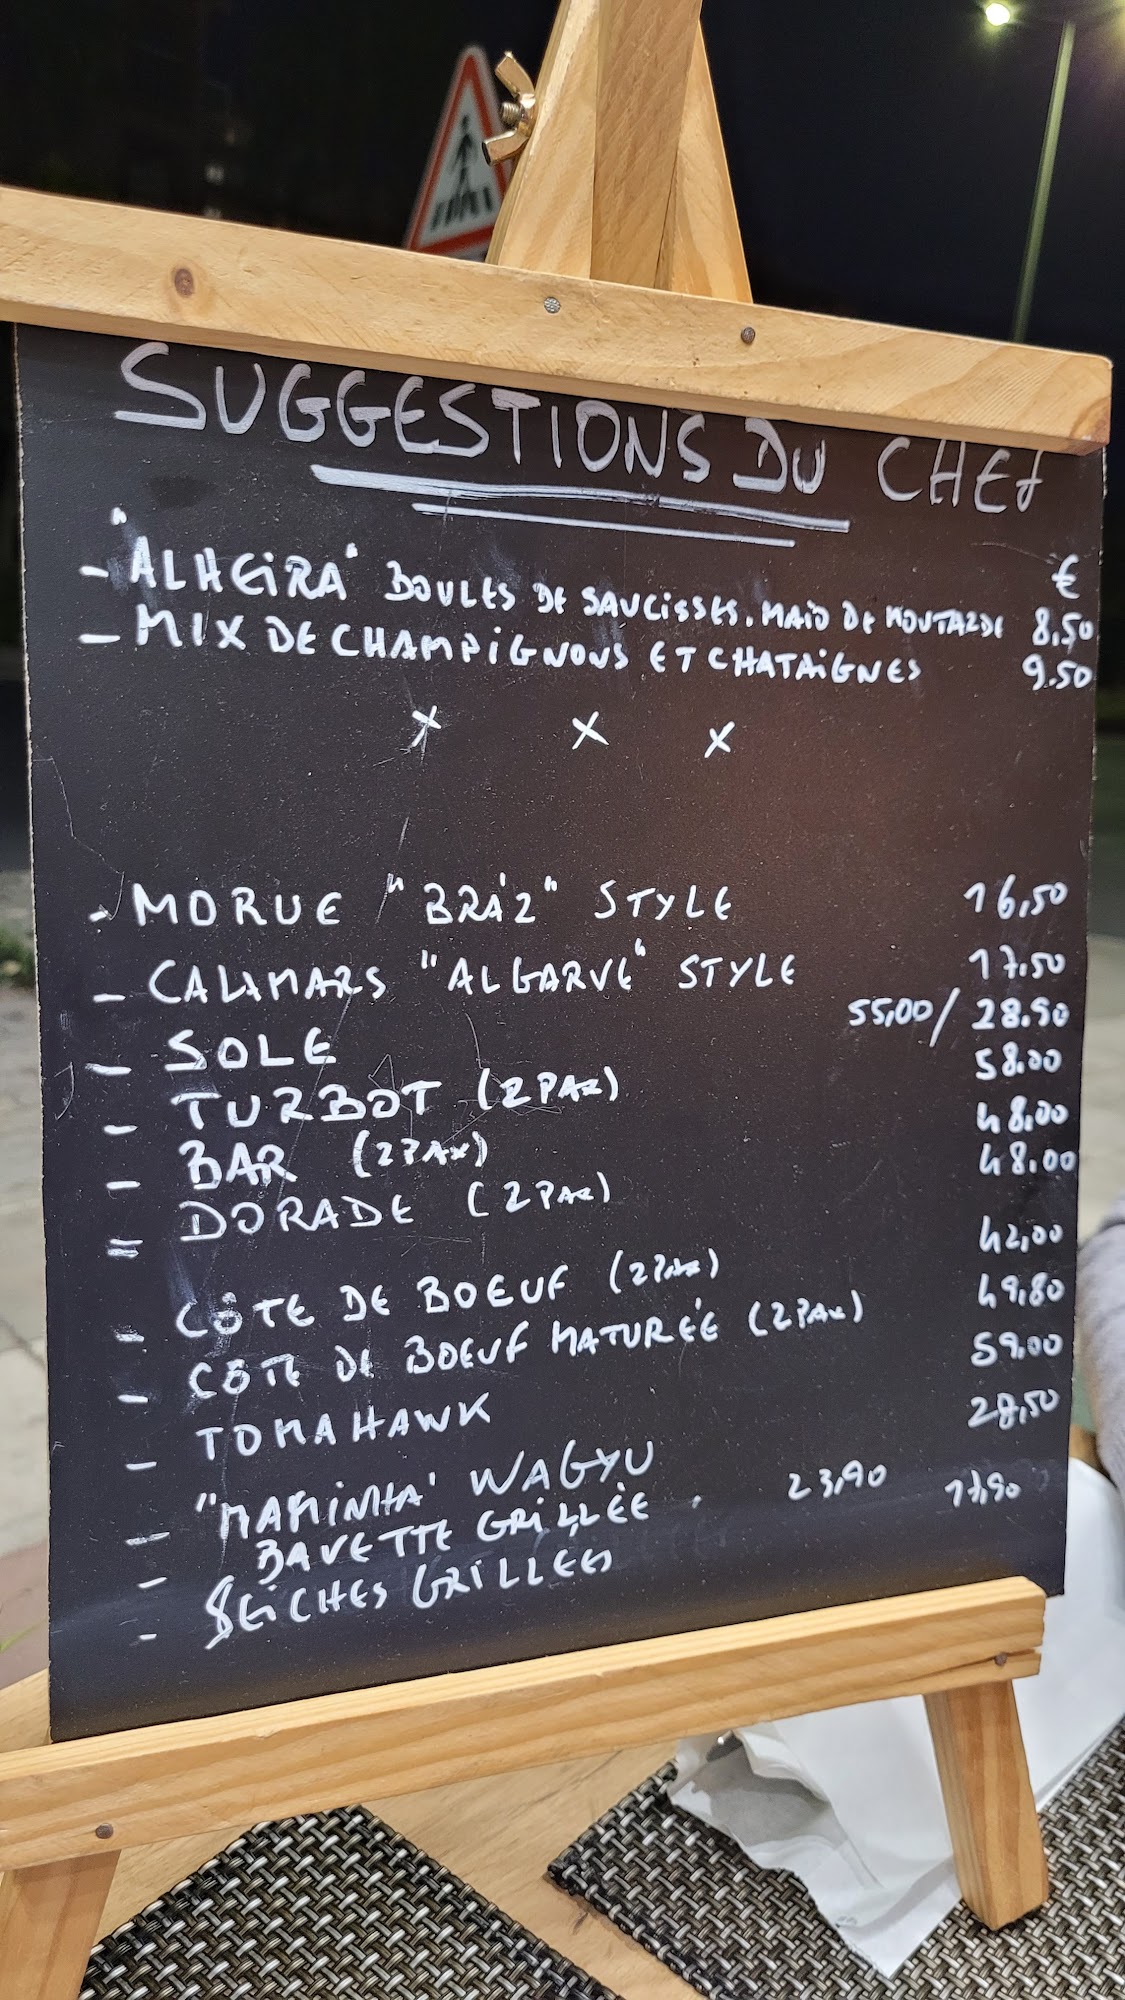 SUGGESTIONS DU CHEF
€
- "ALHEIRA" BOULES DE SAUCISSES. MAIO DE MOUTARDE 8,50
- MIX DE CHAMPIGNONS ET CHATAIGNES 9.50
x x x
- MORUE "BRÁZ" STYLE 16,50
- CALAMARS "ALGARVE" STYLE 17.50
- SOLE 55,00/28.90
- TURBOT (2PAX) 58.00
- BAR (2PAX) 48,00
= DORADE (2PAX) 48.00
- CÔTE DE BOEUF (2PAX) 42,00
- CÔTE DE BOEUF MATURÉE (2PAX) 49,80
- TOMAHAWK 59.00
- "MAMINHA" WAGYU 28,50
- BAVETTE GRILLÉE . 23,90
- SEICHES GRILLEES 17,90